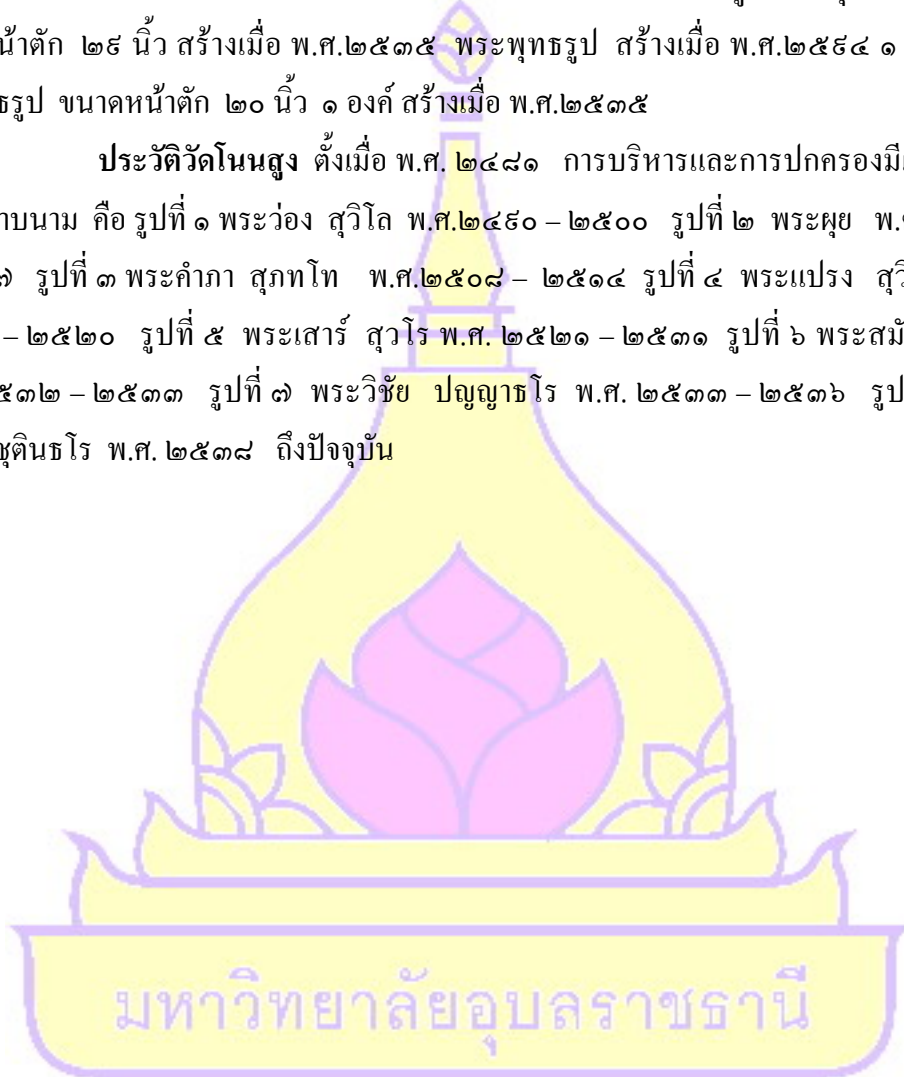 น้าตัก ๒๙ นิ้ว สร้างเมื่อ พ.ศ.๒๕๓๕ พระพุทธรูป สร้างเมื่อ พ.ศ.๒๕๙๔ ๑
ธรูป ขนาดหน้าตัก ๒๐ นิ้ว ๑ องค์ สร้างเมื่อ พ.ศ.๒๕๓๕
ประวัติวัดโนนสูง ตั้งเมื่อ พ.ศ. ๒๔๘๑ การบริหารและการปกครองมี
าบนาม คือ รูปที่ ๑ พระว่อง สุวิโล พ.ศ.๒๔๙๐ – ๒๕๐๐ รูปที่ ๒ พระผุย พ.
๗ รูปที่ ๓ พระคำภา สุภทโท พ.ศ.๒๕๐๘ – ๒๕๑๔ รูปที่ ๔ พระแปรง สุวิ
– ๒๕๒๐ รูปที่ ๕ พระเสาร์ สุวโร พ.ศ. ๒๕๒๑ – ๒๕๓๑ รูปที่ ๖ พระสมั
๕๓๒ – ๒๕๓๓ รูปที่ ๗ พระวิชัย ปญญาธโร พ.ศ. ๒๕๓๓ – ๒๕๓๖ รูป
ชุตินธโร พ.ศ. ๒๕๓๘ ถึงปัจจุบัน
มหาวิทยาลัยอุบลราชธานี